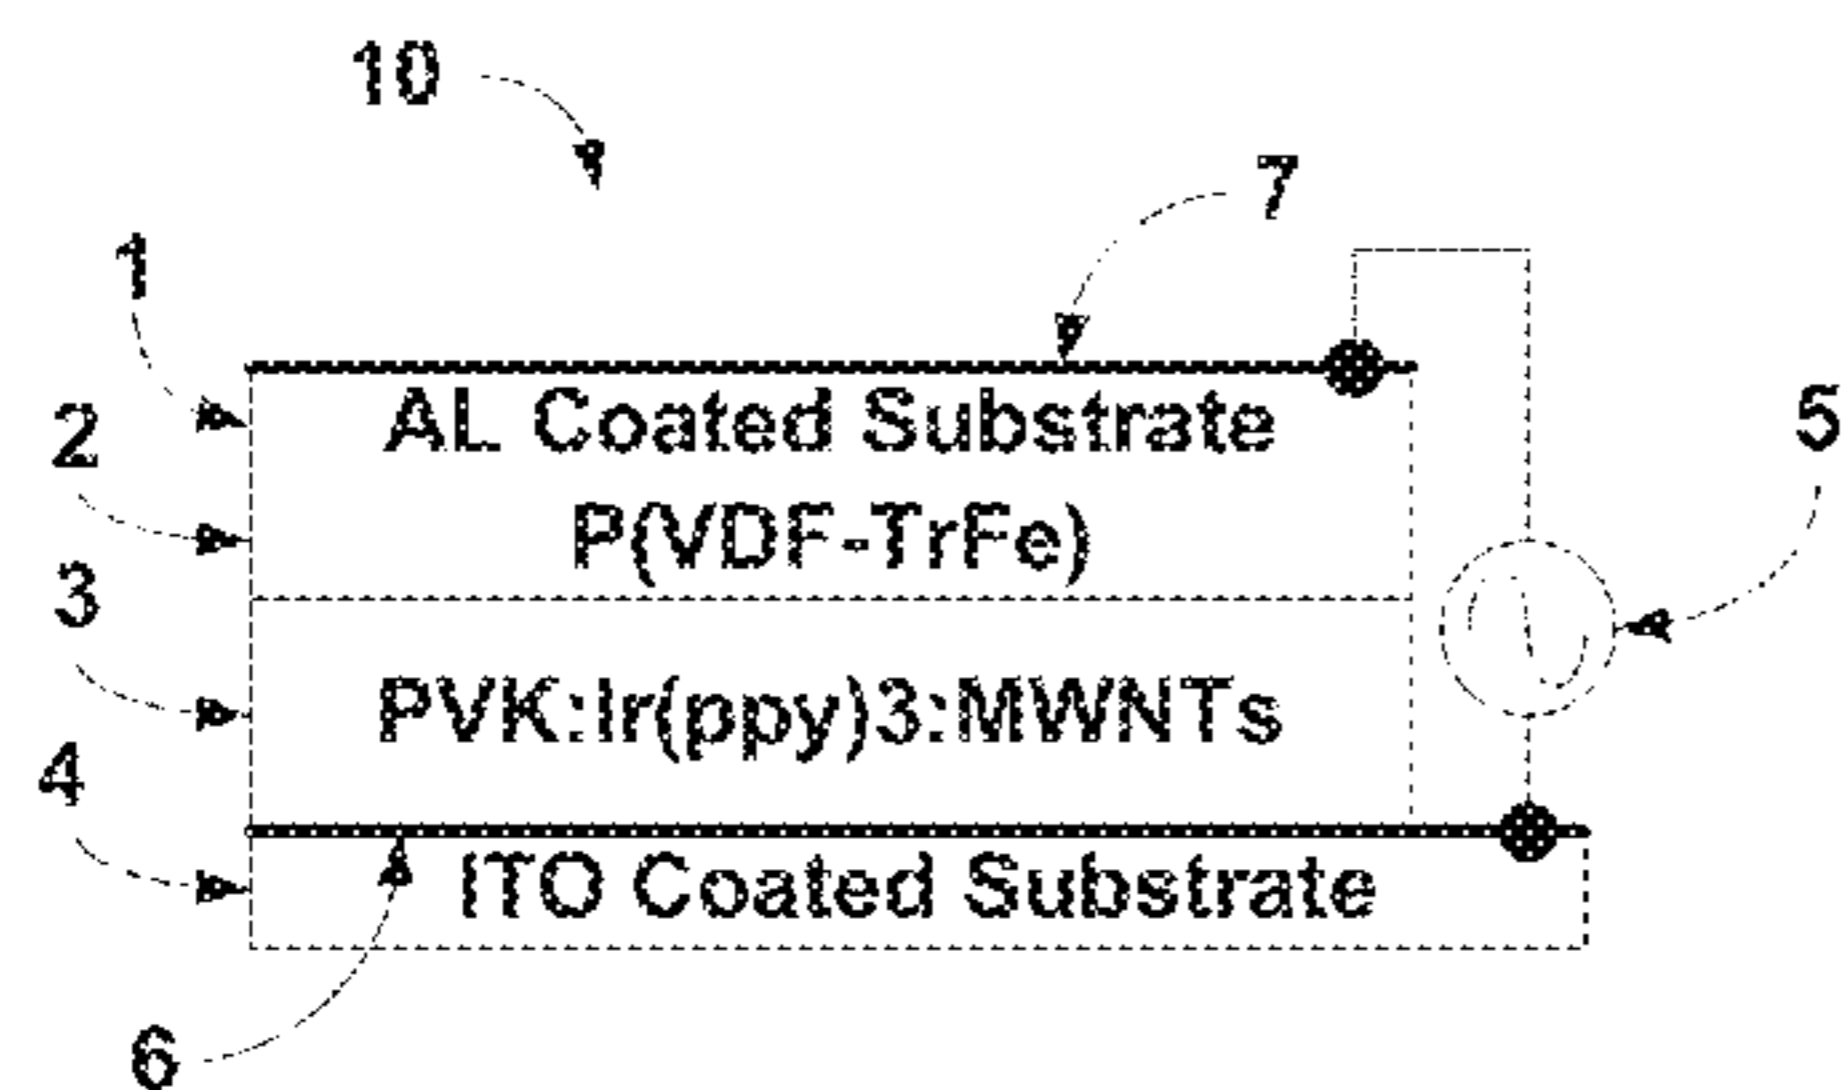 10
7
1
AL Coated Substrate
2
P(VDF-TrFe)
5
3
PVK:Ir(ppy)3:MWNTs
4
ITO Coated Substrate
6